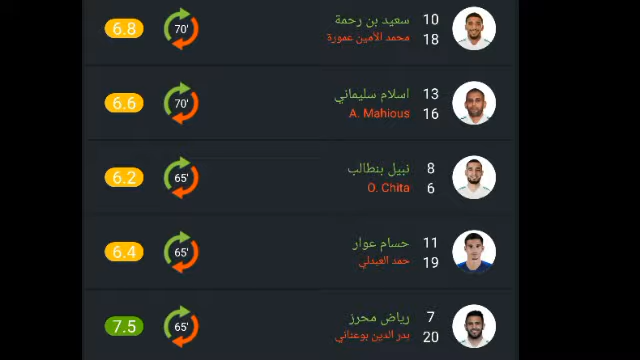 6.8 70' سعيد بن رحمة 10
محمد الأمين عمورة 18
6.6 70' اسلام سليماني 13
A. Mahious 16
6.2 65' نبيل بنطالب 8
O. Chita 6
6.4 65' حسام عوار 11
حمد العبدلي 19
7.5 65' رياض محرز 7
بدر الدين بوعناني 20